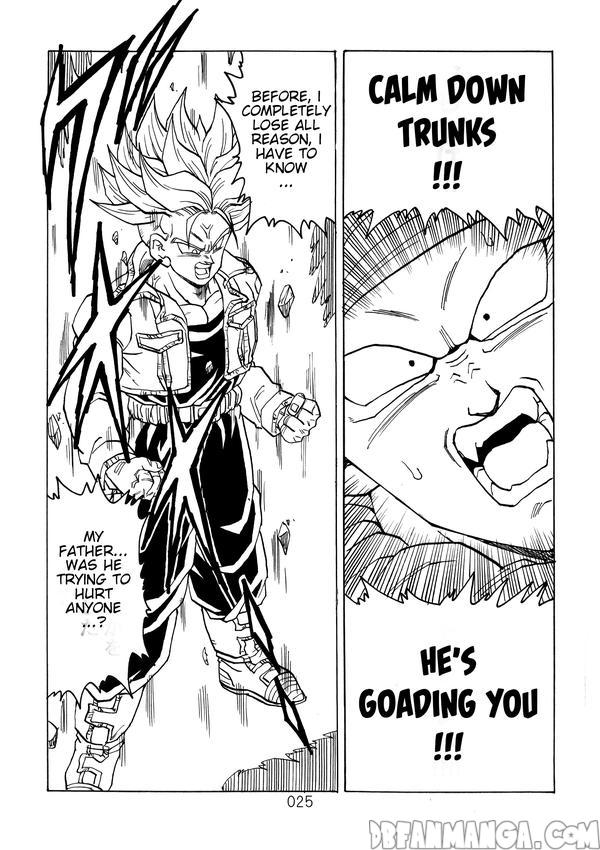 CALM DOWN
TRUNKS
!!!
HE'S
GOADING YOU
!!!
BEFORE, I
COMPLETELY
LOSE ALL
REASON, I
HAVE TO
KNOW
...
MY
FATHER...
WAS HE
TRYING TO
HURT
ANYONE
...?
025
DBFANMANGA.COM